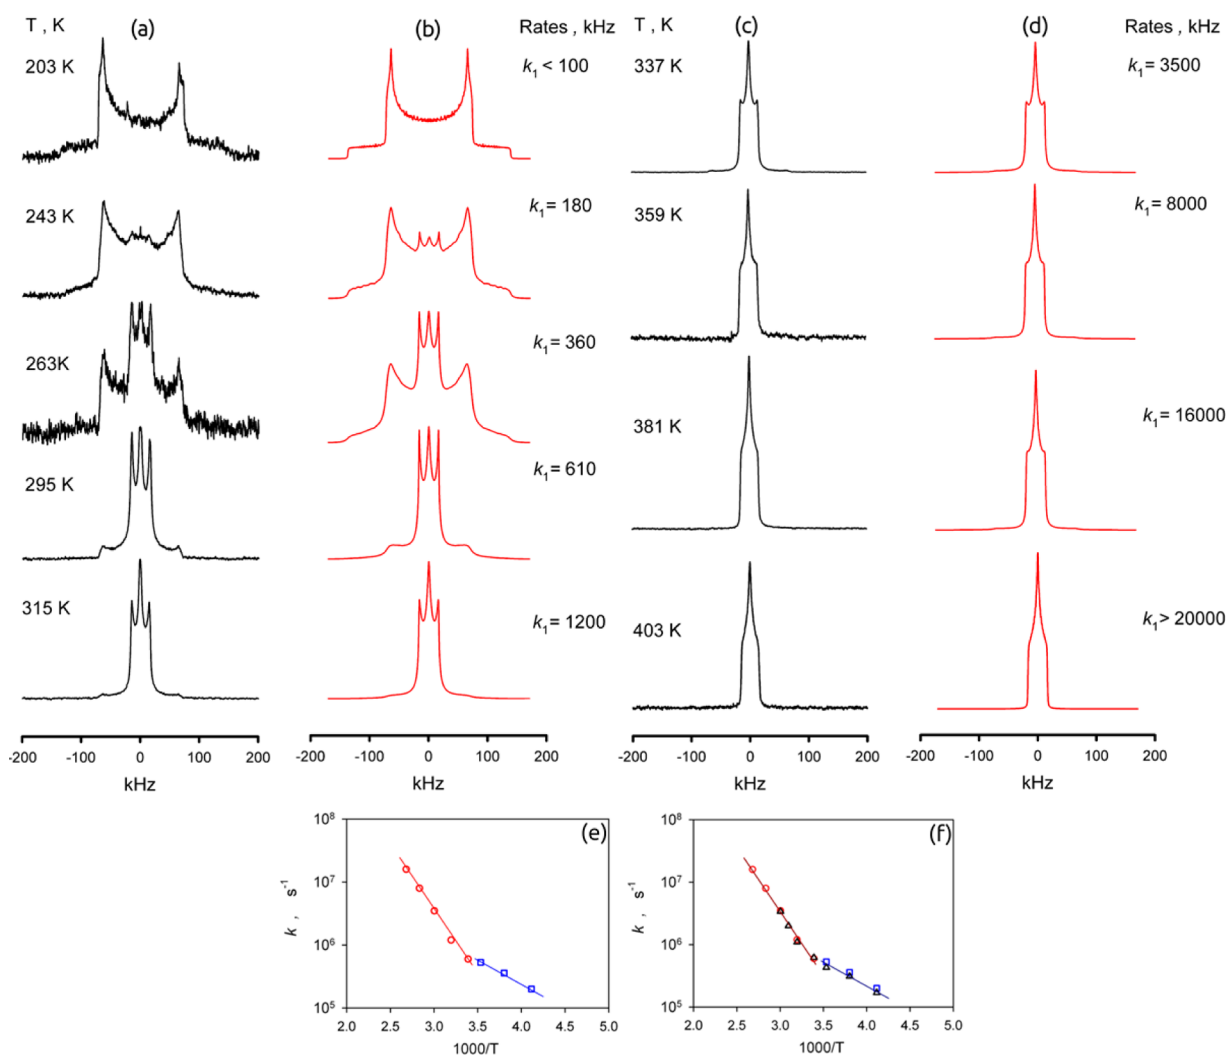 T , K (a) (b) Rates , kHz T , K (c) (d) Rates , kHz
203 K k1 < 100 337 K k1 = 3500
243 K k1 = 180 359 K k1 = 8000
263K k1 = 360
381 K k1 = 16000
295 K k1 = 610
315 K k1 = 1200 403 K k1 > 20000
-200 -100 0 100 200 -200 -100 0 100 200 -200 -100 0 100 200 -200 -100 0 100 200
kHz kHz kHz kHz
10^8 (e) 10^8 (f)
10^7 10^7
k , s^-1 k , s^-1
10^6 10^6
10^5 10^5
2.0 2.5 3.0 3.5 4.0 4.5 5.0 2.0 2.5 3.0 3.5 4.0 4.5 5.0
1000/T 1000/T